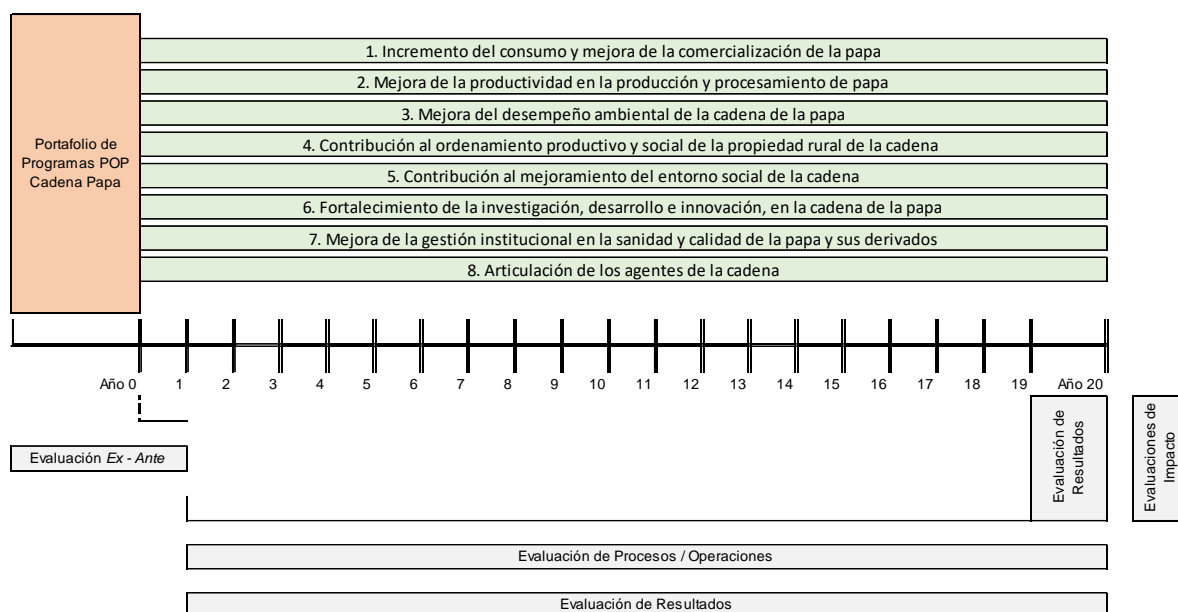 Portafolio de
Programas POP
Cadena Papa
1. Incremento del consumo y mejora de la comercialización de la papa
2. Mejora de la productividad en la producción y procesamiento de papa
3. Mejora del desempeño ambiental de la cadena de la papa
4. Contribución al ordenamiento productivo y social de la propiedad rural de la cadena
5. Contribución al mejoramiento del entorno social de la cadena
6. Fortalecimiento de la investigación, desarrollo e innovación, en la cadena de la papa
7. Mejora de la gestión institucional en la sanidad y calidad de la papa y sus derivados
8. Articulación de los agentes de la cadena
Año 0 1 2 3 4 5 6 7 8 9 10 11 12 13 14 15 16 17 18 19 Año 20
Evaluación Ex - Ante
Evaluación de
Resultados
Evaluaciones de
Impacto
Evaluación de Procesos / Operaciones
Evaluación de Resultados